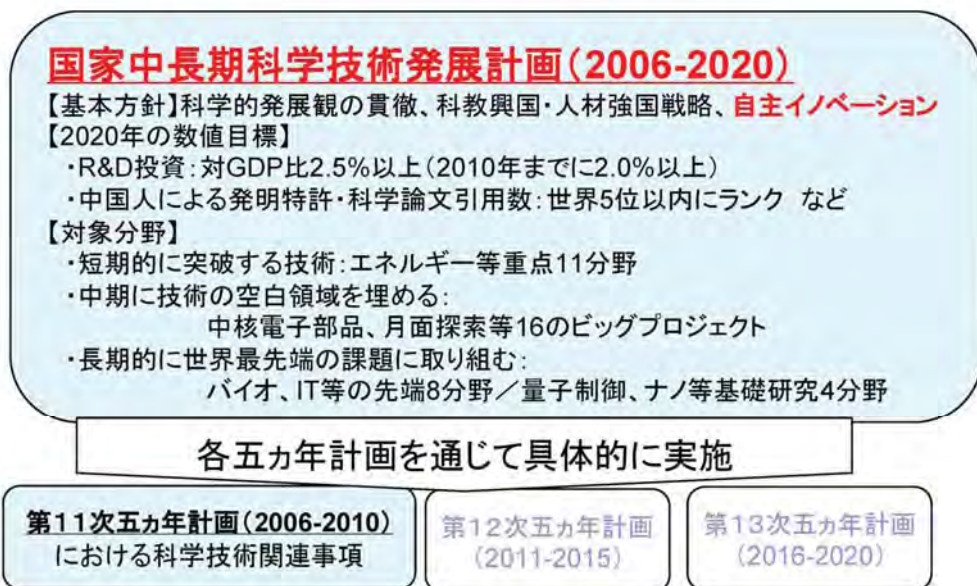 国家中長期科学技術発展計画(2006-2020)
【基本方針】科学的発展観の貫徹、科教興国・人材強国戦略、自主イノベーション
【2020年の数値目標】
・R&D投資:対GDP比2.5%以上(2010年までに2.0%以上)
・中国人による発明特許・科学論文引用数:世界5位以内にランク など
【対象分野】
・短期的に突破する技術:エネルギー等重点11分野
・中期に技術の空白領域を埋める:
中核電子部品、月面探索等16のビッグプロジェクト
・長期的に世界最先端の課題に取り組む:
バイオ、IT等の先端8分野/量子制御、ナノ等基礎研究4分野
各五ヵ年計画を通じて具体的に実施
第11次五ヵ年計画(2006-2010)
における科学技術関連事項
第12次五ヵ年計画
(2011-2015)
第13次五ヵ年計画
(2016-2020)